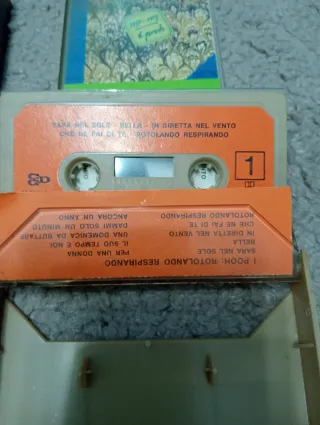 SARA NEL SOLE - BELLA - IN DIRETTA NEL VENTO
CHE NE FAI DI TE - ROTOLANDO RESPIRANDO
1
I POOH: ROTOLANDO RESPIRANDO
SARA NEL SOLE
BELLA
IN DIRETTA NEL VENTO
CHE NE FAI DI TE
ROTOLANDO RESPIRANDO
PER UNA DONNA
IL SUO TEMPO E NOI
UNA DOMENICA DA BUTTARE
DAMMI SOLO UN MINUTO
ANCORA UN ANNO